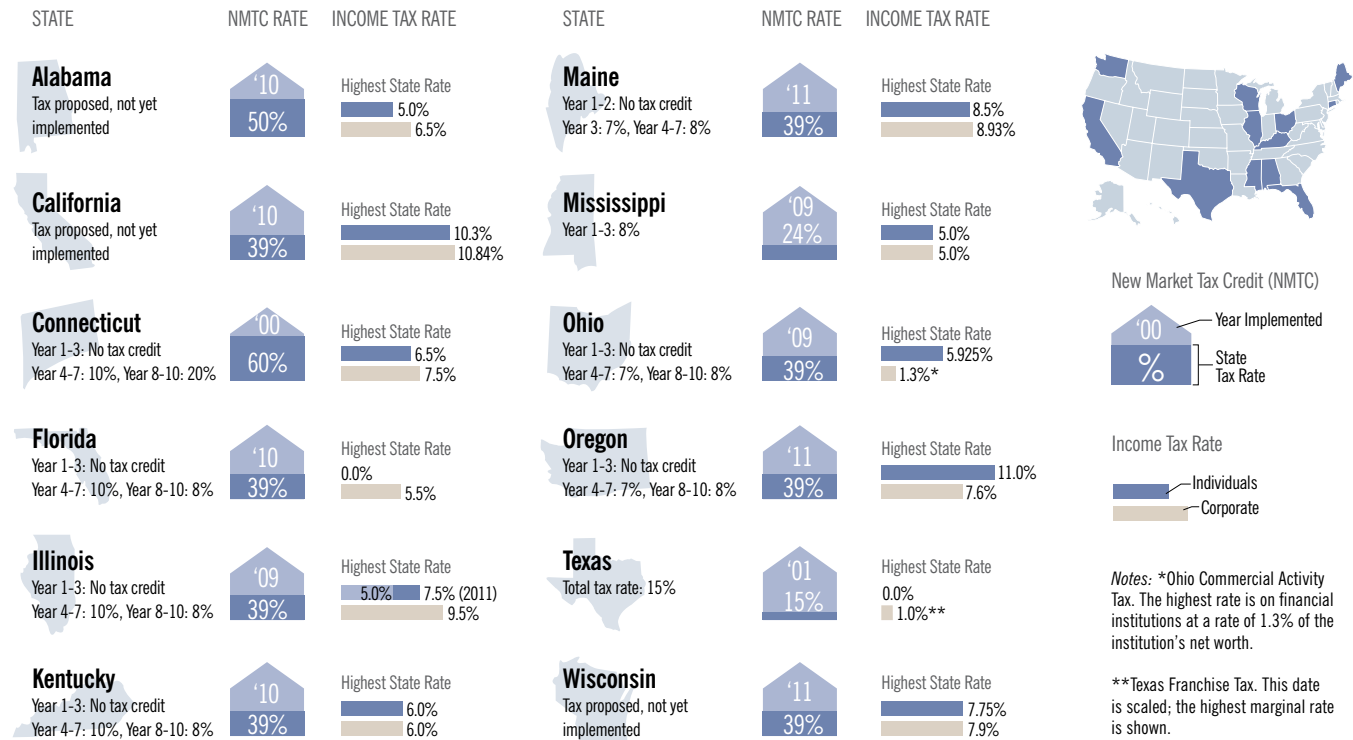 STATE NMTC RATE INCOME TAX RATE
Alabama
Tax proposed, not yet
implemented
'10
50%
Highest State Rate
5.0%
6.5%
California
Tax proposed, not yet
implemented
'10
39%
Highest State Rate
10.3%
10.84%
Connecticut
Year 1-3: No tax credit
Year 4-7: 10%, Year 8-10: 20%
'00
60%
Highest State Rate
6.5%
7.5%
Florida
Year 1-3: No tax credit
Year 4-7: 10%, Year 8-10: 8%
'10
39%
Highest State Rate
0.0%
5.5%
Illinois
Year 1-3: No tax credit
Year 4-7: 10%, Year 8-10: 8%
'09
39%
Highest State Rate
5.0% 7.5% (2011)
9.5%
Kentucky
Year 1-3: No tax credit
Year 4-7: 10%, Year 8-10: 8%
'10
39%
Highest State Rate
6.0%
6.0%
STATE NMTC RATE INCOME TAX RATE
Maine
Year 1-2: No tax credit
Year 3: 7%, Year 4-7: 8%
'11
39%
Highest State Rate
8.5%
8.93%
Mississippi
Year 1-3: 8%
'09
24%
Highest State Rate
5.0%
5.0%
Ohio
Year 1-3: No tax credit
Year 4-7: 7%, Year 8-10: 8%
'09
39%
Highest State Rate
5.925%
1.3%*
Oregon
Year 1-3: No tax credit
Year 4-7: 7%, Year 8-10: 8%
'11
39%
Highest State Rate
11.0%
7.6%
Texas
Total tax rate: 15%
'01
15%
Highest State Rate
0.0%
1.0%**
Wisconsin
Tax proposed, not yet
implemented
'11
39%
Highest State Rate
7.75%
7.9%
New Market Tax Credit (NMTC)
'00
Year Implemented
%
State
Tax Rate
Income Tax Rate
Individuals
Corporate
Notes: *Ohio Commercial Activity
Tax. The highest rate is on financial
institutions at a rate of 1.3% of the
institution's net worth.
**Texas Franchise Tax. This date
is scaled; the highest marginal rate
is shown.